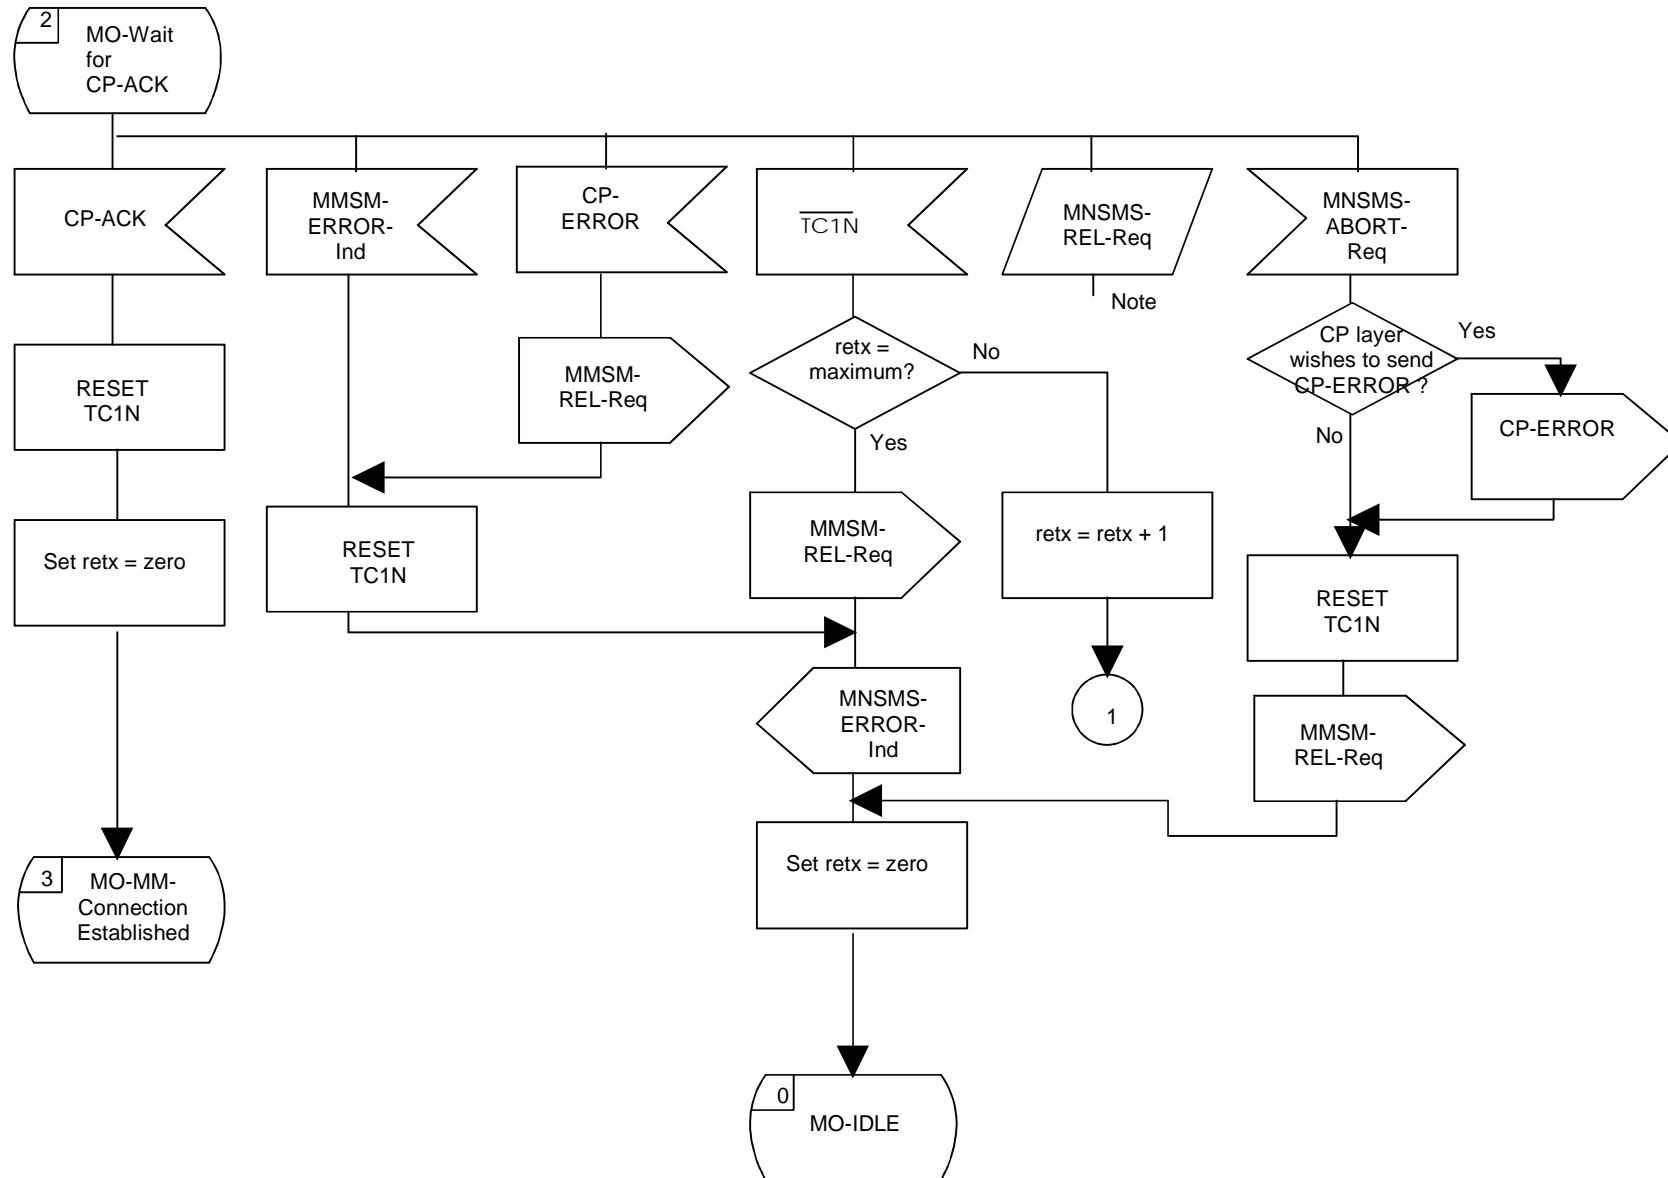 2
MO-Wait
for
CP-ACK
CP-ACK
MMSM-
ERROR-
Ind
CP-
ERROR
TC1N
MNSMS-
REL-Req
Note
MNSMS-
ABORT-
Req
RESET
TC1N
MMSM-
REL-Req
retx =
maximum?
No
Yes
CP layer
wishes to send
CP-ERROR ?
Yes
No
CP-ERROR
Set retx = zero
RESET
TC1N
MMSM-
REL-Req
retx = retx + 1
RESET
TC1N
MNSMS-
ERROR-
Ind
1
MMSM-
REL-Req
3
MO-MM-
Connection
Established
Set retx = zero
0
MO-IDLE